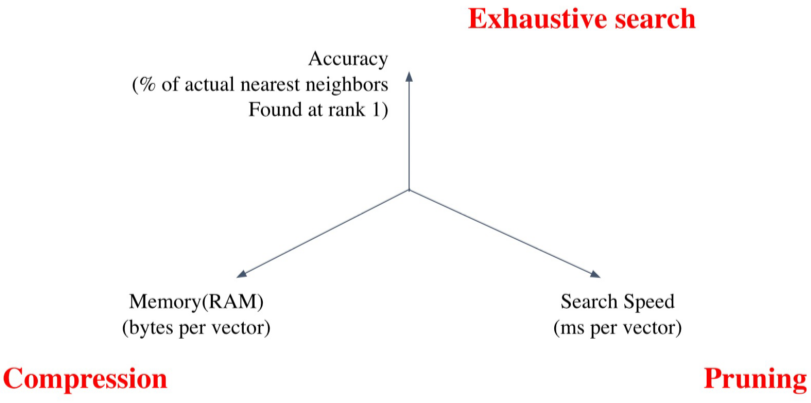 Exhaustive search
Accuracy
(% of actual nearest neighbors
Found at rank 1)
Memory(RAM)
(bytes per vector)
Search Speed
(ms per vector)
Compression
Pruning